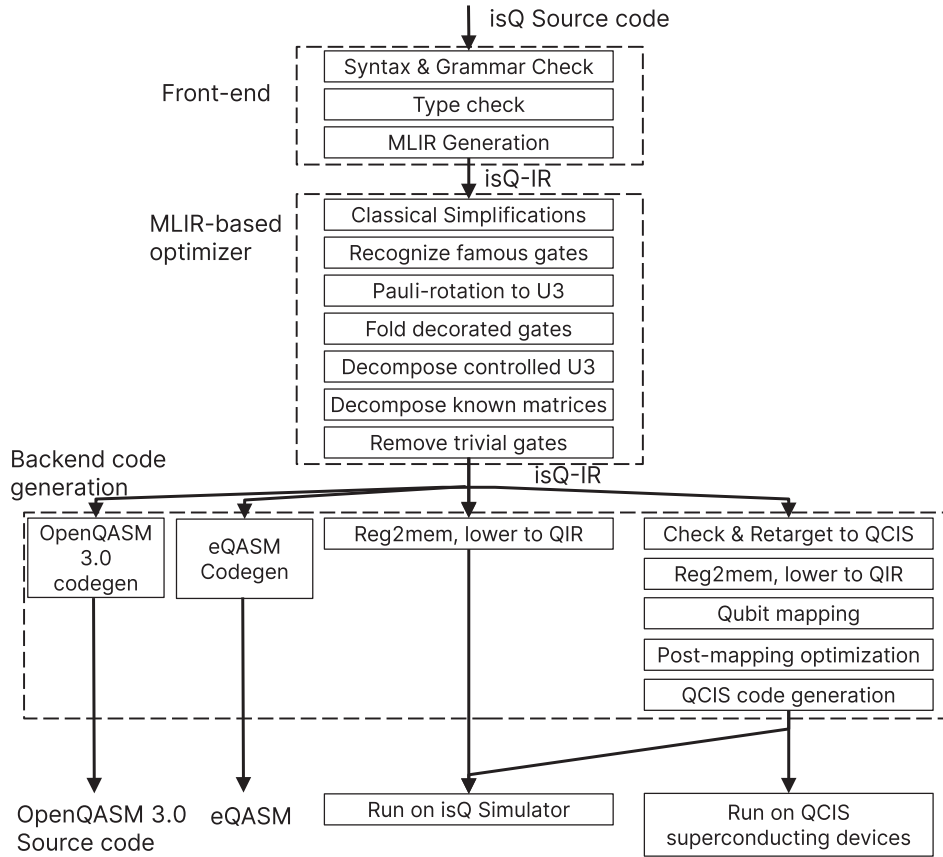 isQ Source code
Syntax & Grammar Check
Front-end
Type check
MLIR Generation
isQ-IR
MLIR-based
optimizer
Classical Simplifications
Recognize famous gates
Pauli-rotation to U3
Fold decorated gates
Decompose controlled U3
Decompose known matrices
Remove trivial gates
isQ-IR
Backend code
generation
OpenQASM
3.0
codegen
eQASM
Codegen
Reg2mem, lower to QIR
Check & Retarget to QCIS
Reg2mem, lower to QIR
Qubit mapping
Post-mapping optimization
QCIS code generation
OpenQASM 3.0
Source code
eQASM
Run on isQ Simulator
Run on QCIS
superconducting devices